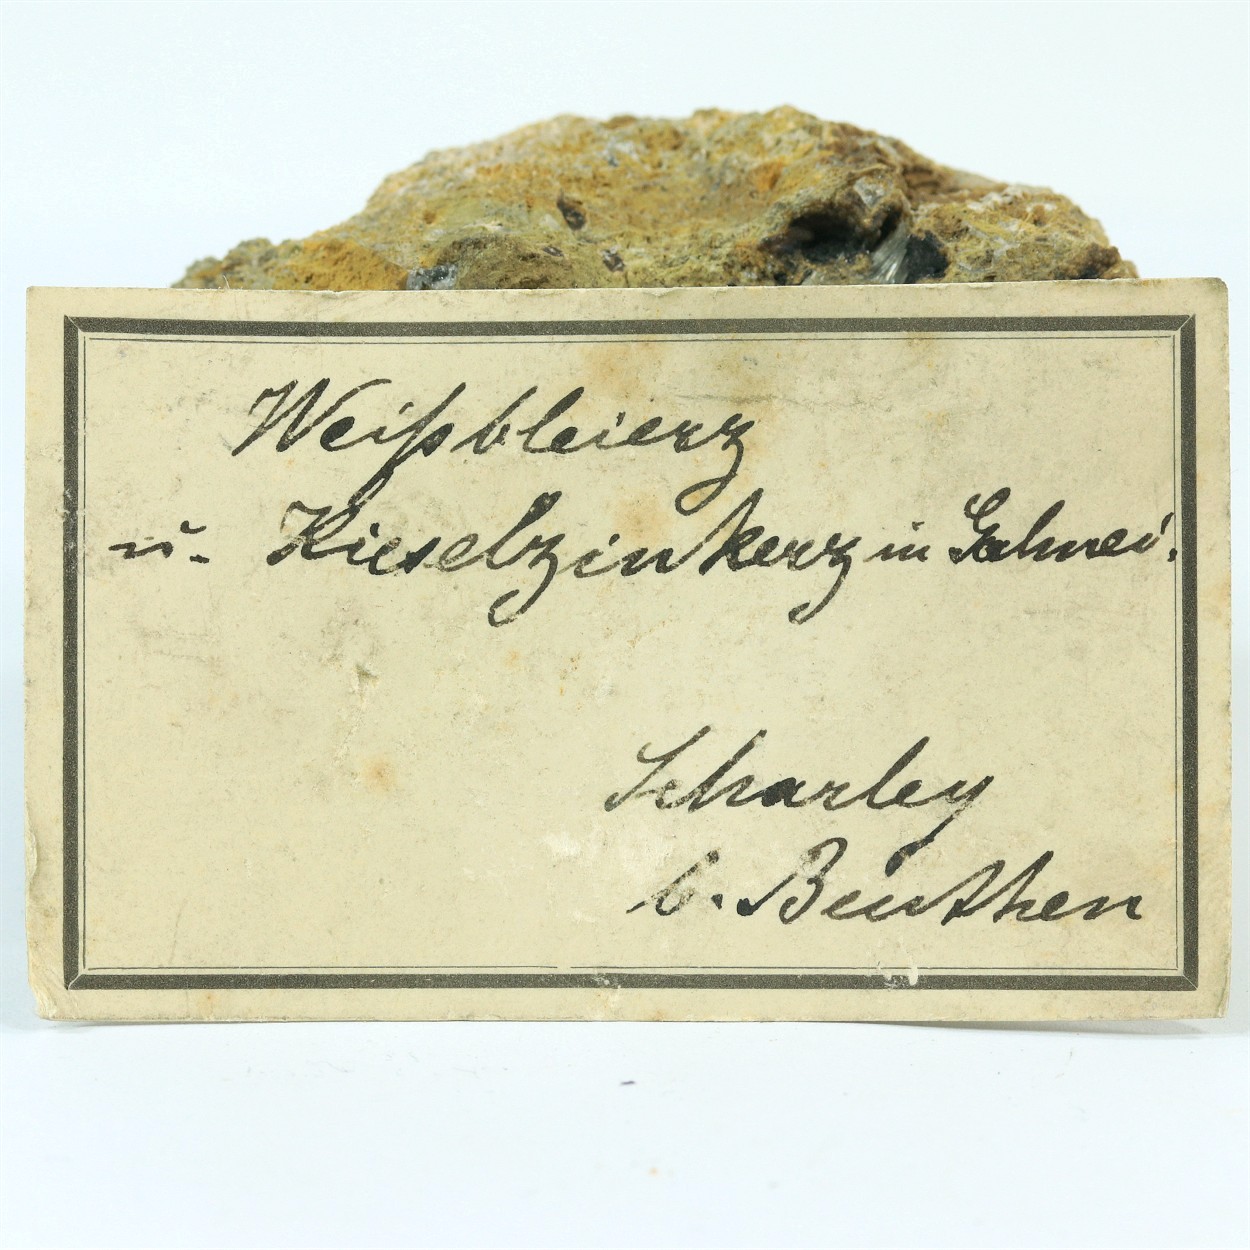 Weißbleierz
u. Kieselzinkerz in Galmei.
Scharley
b. Beuthen